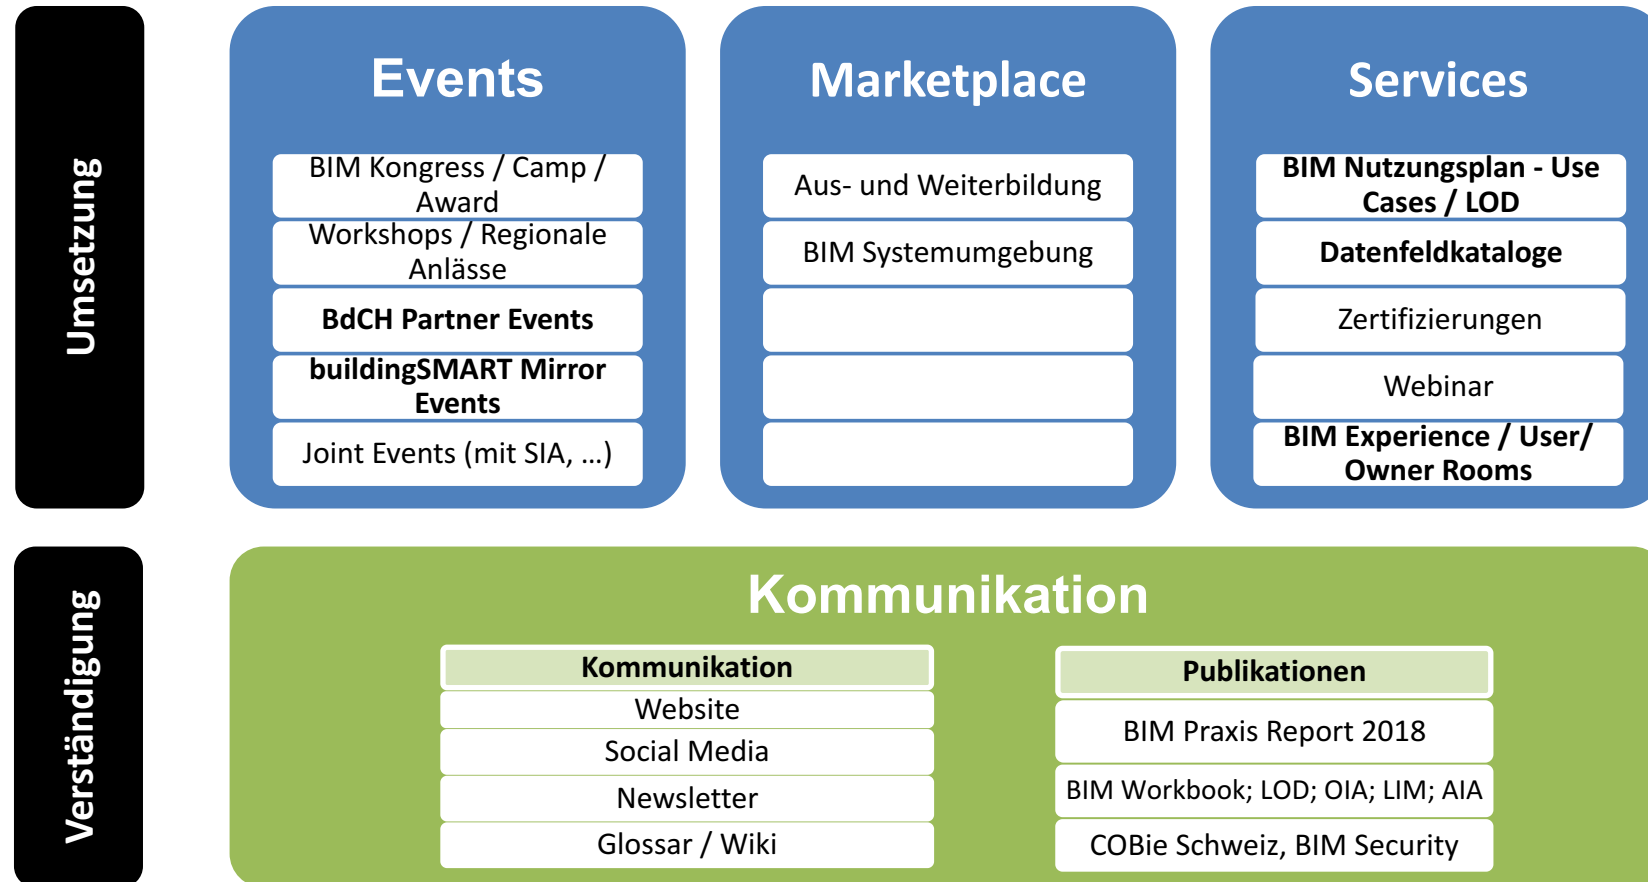 Umsetzung
Events
BIM Kongress / Camp /
Award
Workshops / Regionale
Anlässe
BdCH Partner Events
buildingSMART Mirror
Events
Joint Events (mit SIA, ...)
Marketplace
Aus- und Weiterbildung
BIM Systemumgebung
Services
BIM Nutzungsplan - Use
Cases / LOD
Datenfeldkataloge
Zertifizierungen
Webinar
BIM Experience / User/
Owner Rooms
Verständigung
Kommunikation
Kommunikation
Website
Social Media
Newsletter
Glossar / Wiki
Publikationen
BIM Praxis Report 2018
BIM Workbook; LOD; OIA; LIM; AIA
COBie Schweiz, BIM Security